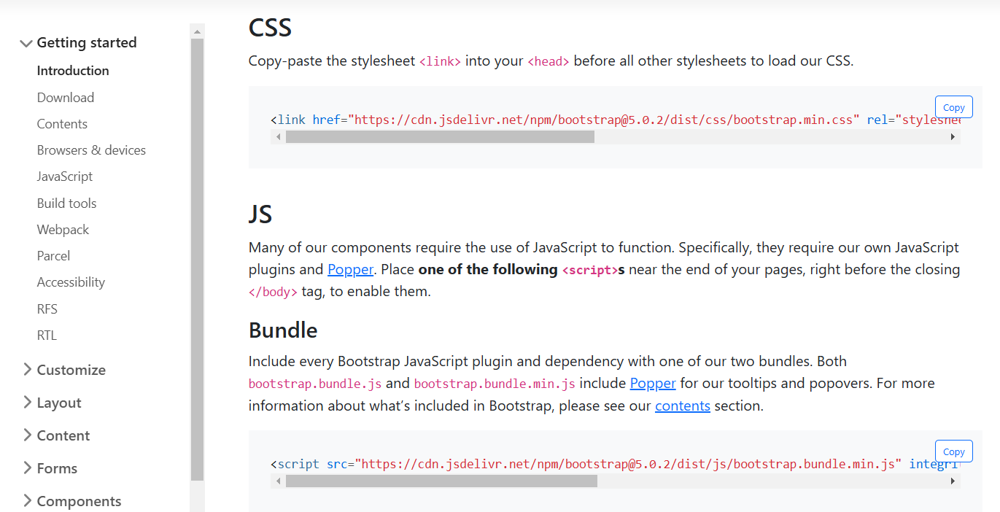 Getting started
Introduction
Download
Contents
Browsers & devices
JavaScript
Build tools
Webpack
Parcel
Accessibility
RFS
RTL
Customize
Layout
Content
Forms
Components
CSS
Copy-paste the stylesheet <link> into your <head> before all other stylesheets to load our CSS.
Copy
<link href="https://cdn.jsdelivr.net/npm/bootstrap@5.0.2/dist/css/bootstrap.min.css" rel="styleshee
JS
Many of our components require the use of JavaScript to function. Specifically, they require our own JavaScript
plugins and Popper. Place one of the following <script>s near the end of your pages, right before the closing
</body> tag, to enable them.
Bundle
Include every Bootstrap JavaScript plugin and dependency with one of our two bundles. Both
bootstrap.bundle.js and bootstrap.bundle.min.js include Popper for our tooltips and popovers. For more
information about what’s included in Bootstrap, please see our contents section.
Copy
<script src="https://cdn.jsdelivr.net/npm/bootstrap@5.0.2/dist/js/bootstrap.bundle.min.js" integri